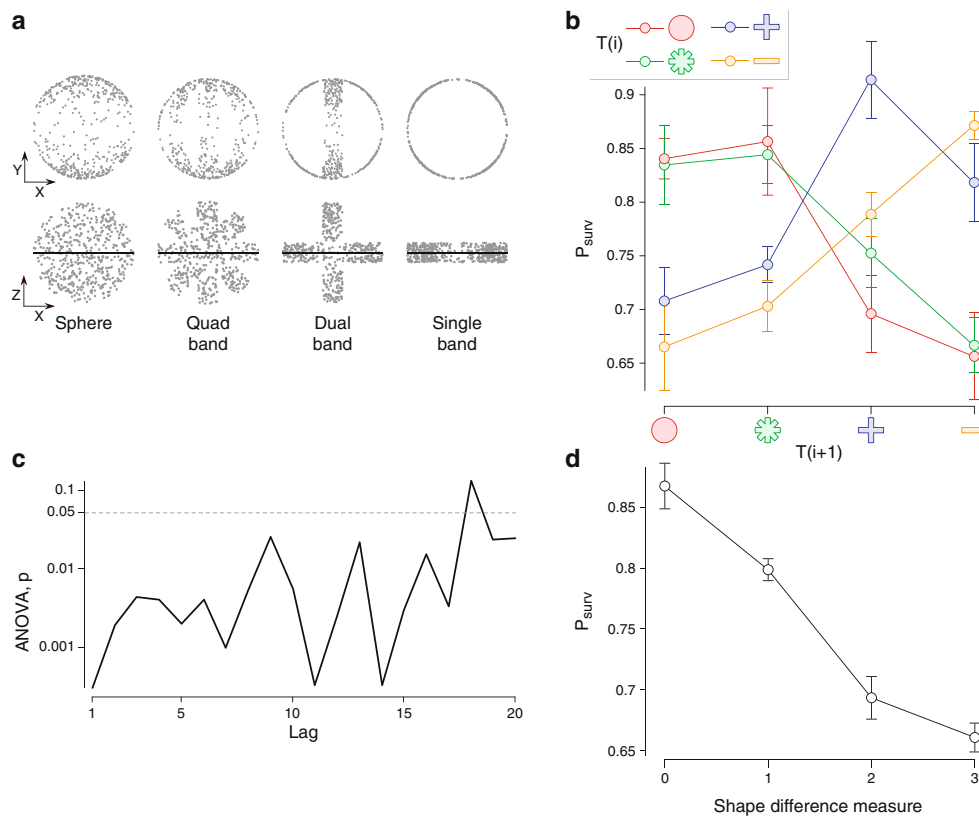 a
Y
X
Z
X
Sphere
Quad band
Dual band
Single band
b
T(i)
0.9
0.85
0.8
0.75
0.7
0.65
Psurv
T(i+1)
c
0.1
0.05
0.01
0.001
ANOVA, p
1 5 10 15 20
Lag
d
0.85
0.8
0.75
0.7
0.65
Psurv
0 1 2 3
Shape difference measure